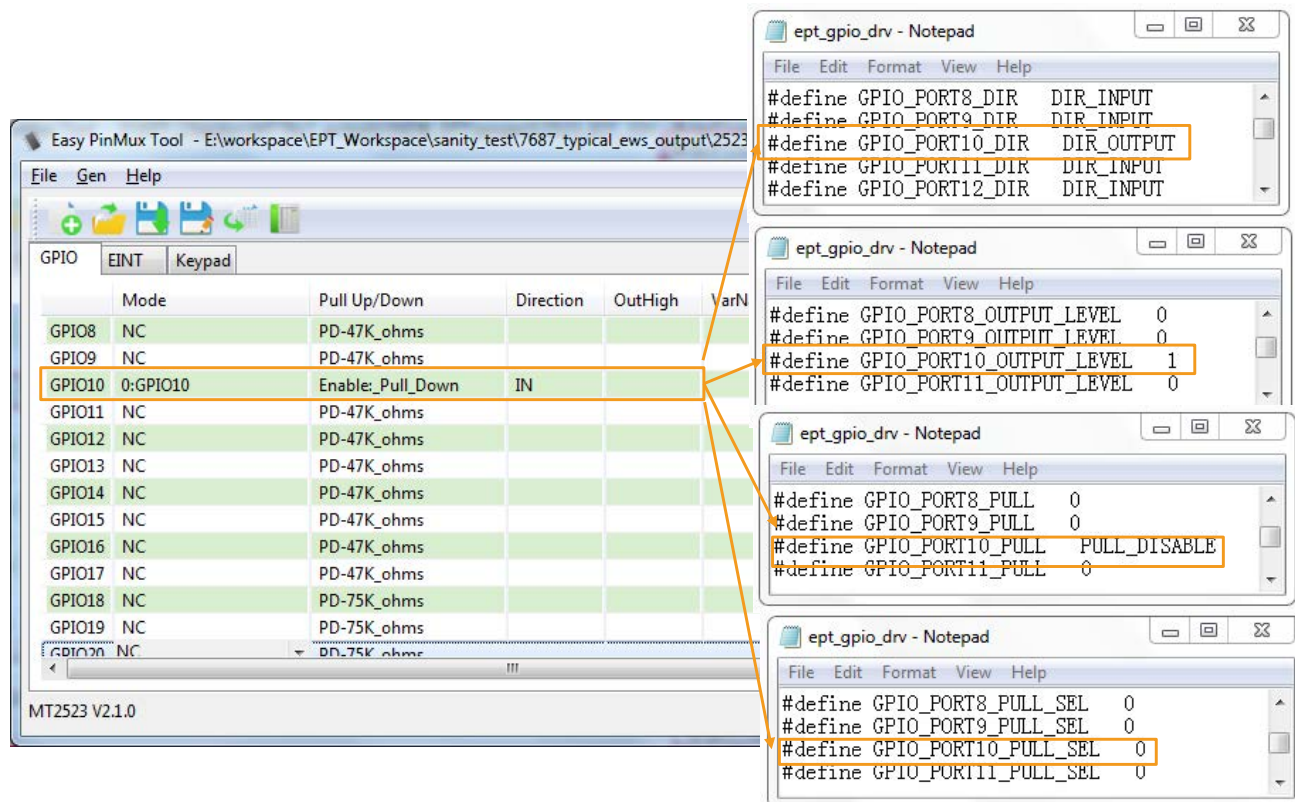 Easy PinMux Tool - E:\workspace\EPT_Workspace\sanity_test\7687_typical_ews_output\2523
File Gen Help
GPIO EINT Keypad
Mode Pull Up/Down Direction OutHigh VarN
GPIO8 NC PD-47K_ohms
GPIO9 NC PD-47K_ohms
GPIO10 0:GPIO10 Enable:_Pull_Down IN
GPIO11 NC PD-47K_ohms
GPIO12 NC PD-47K_ohms
GPIO13 NC PD-47K_ohms
GPIO14 NC PD-47K_ohms
GPIO15 NC PD-47K_ohms
GPIO16 NC PD-47K_ohms
GPIO17 NC PD-47K_ohms
GPIO18 NC PD-75K_ohms
GPIO19 NC PD-75K_ohms
GPIO20 NC PD-75K_ohms
MT2523 V2.1.0
ept_gpio_drv - Notepad
File Edit Format View Help
#define GPIO_PORT8_DIR DIR_INPUT
#define GPIO_PORT9_DIR DIR_INPUT
#define GPIO_PORT10_DIR DIR_OUTPUT
#define GPIO_PORT11_DIR DIR_INPUT
#define GPIO_PORT12_DIR DIR_INPUT
ept_gpio_drv - Notepad
File Edit Format View Help
#define GPIO_PORT8_OUTPUT_LEVEL 0
#define GPIO_PORT9_OUTPUT_LEVEL 0
#define GPIO_PORT10_OUTPUT_LEVEL 1
#define GPIO_PORT11_OUTPUT_LEVEL 0
ept_gpio_drv - Notepad
File Edit Format View Help
#define GPIO_PORT8_PULL 0
#define GPIO_PORT9_PULL 0
#define GPIO_PORT10_PULL PULL_DISABLE
#define GPIO_PORT11_PULL 0
ept_gpio_drv - Notepad
File Edit Format View Help
#define GPIO_PORT8_PULL_SEL 0
#define GPIO_PORT9_PULL_SEL 0
#define GPIO_PORT10_PULL_SEL 0
#define GPIO_PORT11_PULL_SEL 0